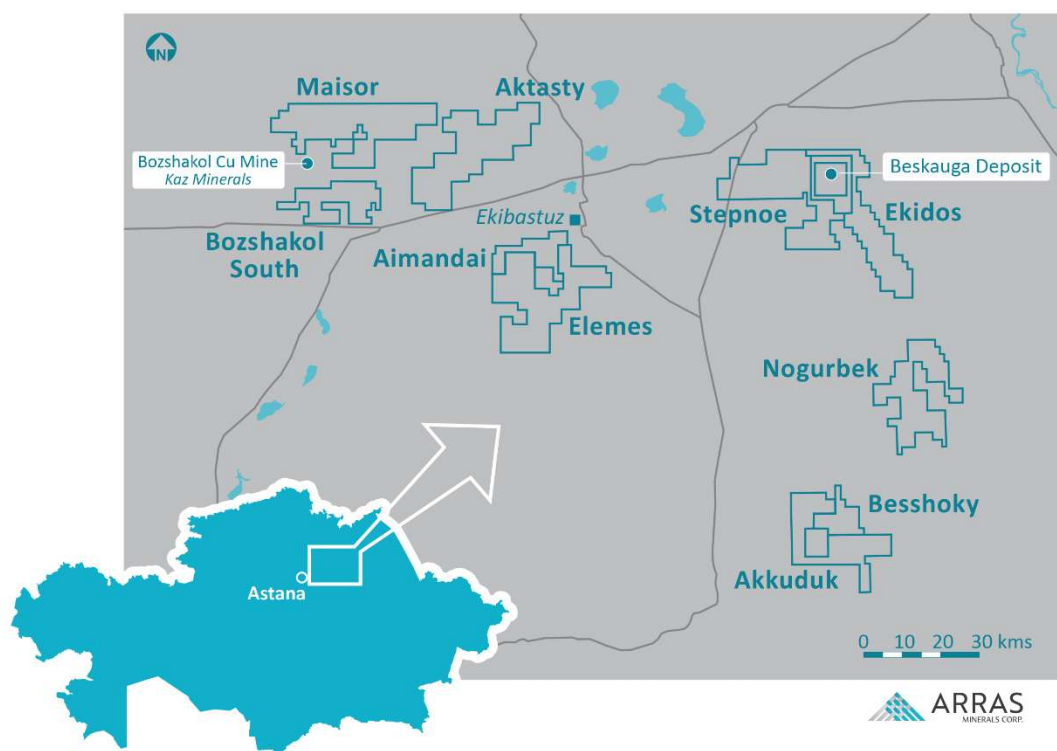 N
Maisor
Aktasty
Bozshakol Cu Mine
Kaz Minerals
Beskauga Deposit
Stepnoe
Ekidos
Ekibastuz
Bozshakol
South
Aimandai
Elemes
Nogurbek
Besshoky
Akkuduk
Astana
0 10 20 30 kms
ARRAS
MINERALS CORP.